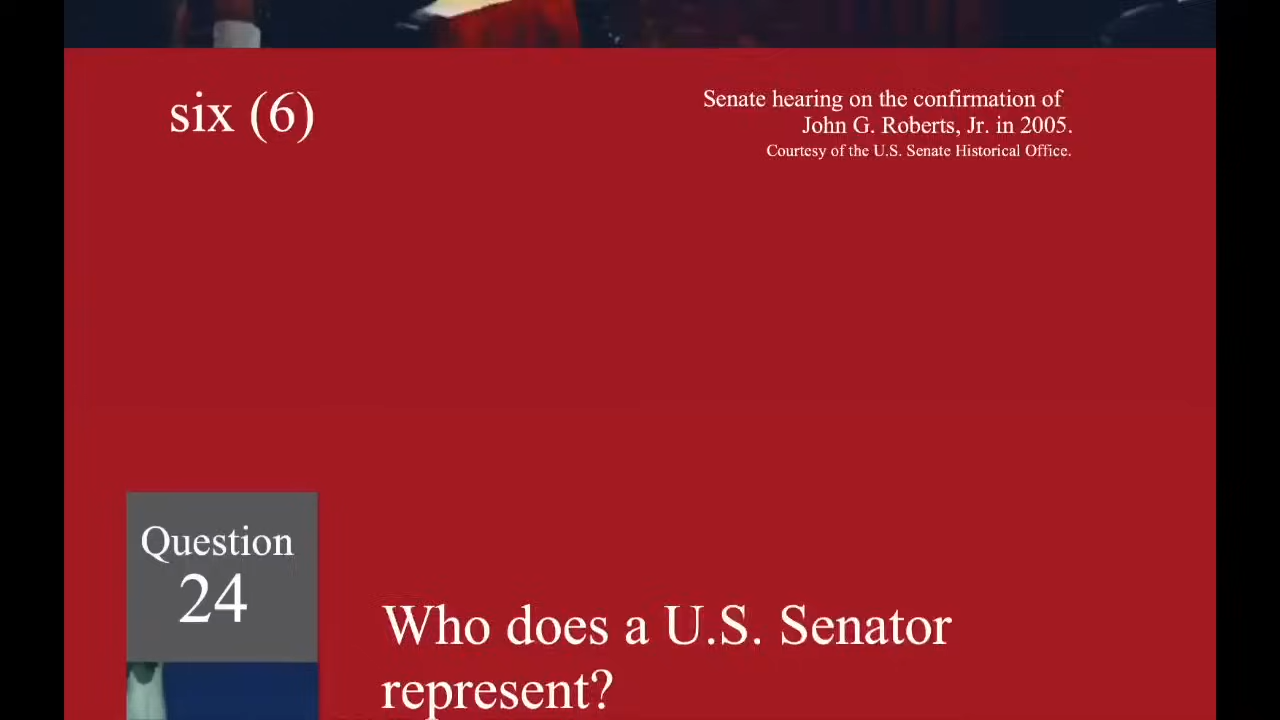 six (6)
Senate hearing on the confirmation of
John G. Roberts, Jr. in 2005.
Courtesy of the U.S. Senate Historical Office.
Question
24
Who does a U.S. Senator
represent?